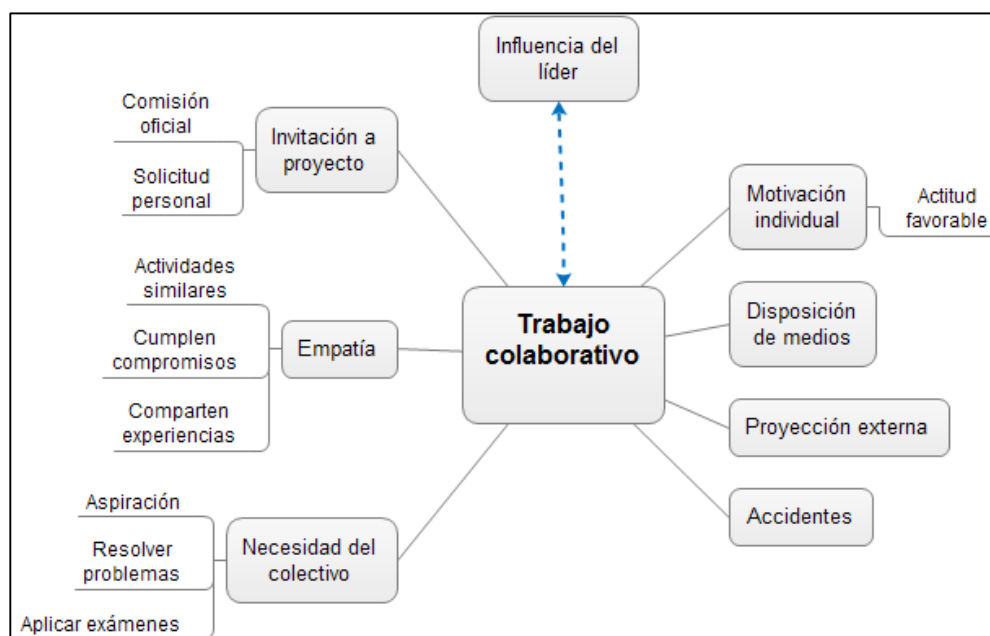 Influencia del
líder
Comisión
oficial
Invitación a
proyecto
Solicitud
personal
Motivación
individual
Actitud
favorable
Actividades
similares
Trabajo
colaborativo
Disposición
de medios
Cumplen
compromisos
Empatía
Comparten
experiencias
Proyección externa
Aspiración
Accidentes
Resolver
problemas
Necesidad del
colectivo
Aplicar exámenes